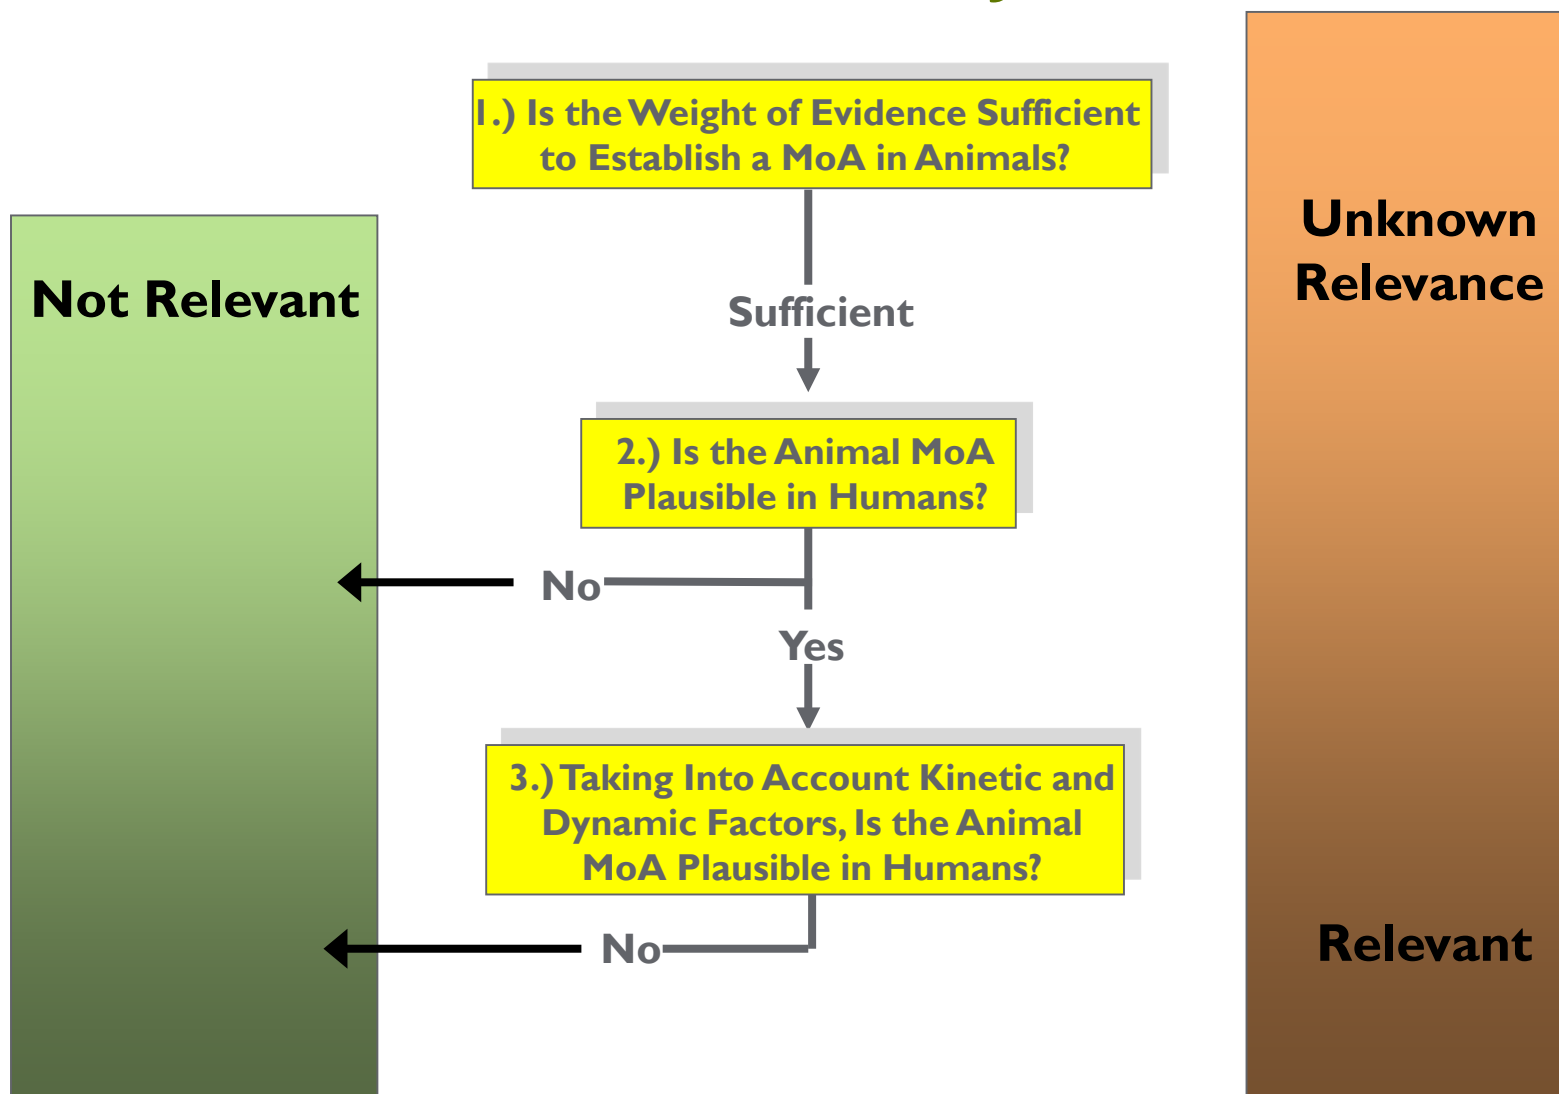 1.) Is the Weight of Evidence Sufficient
to Establish a MoA in Animals?
Unknown
Relevance
Not Relevant
Sufficient
2.) Is the Animal MoA
Plausible in Humans?
No
Yes
3.) Taking Into Account Kinetic and
Dynamic Factors, Is the Animal
MoA Plausible in Humans?
No
Relevant